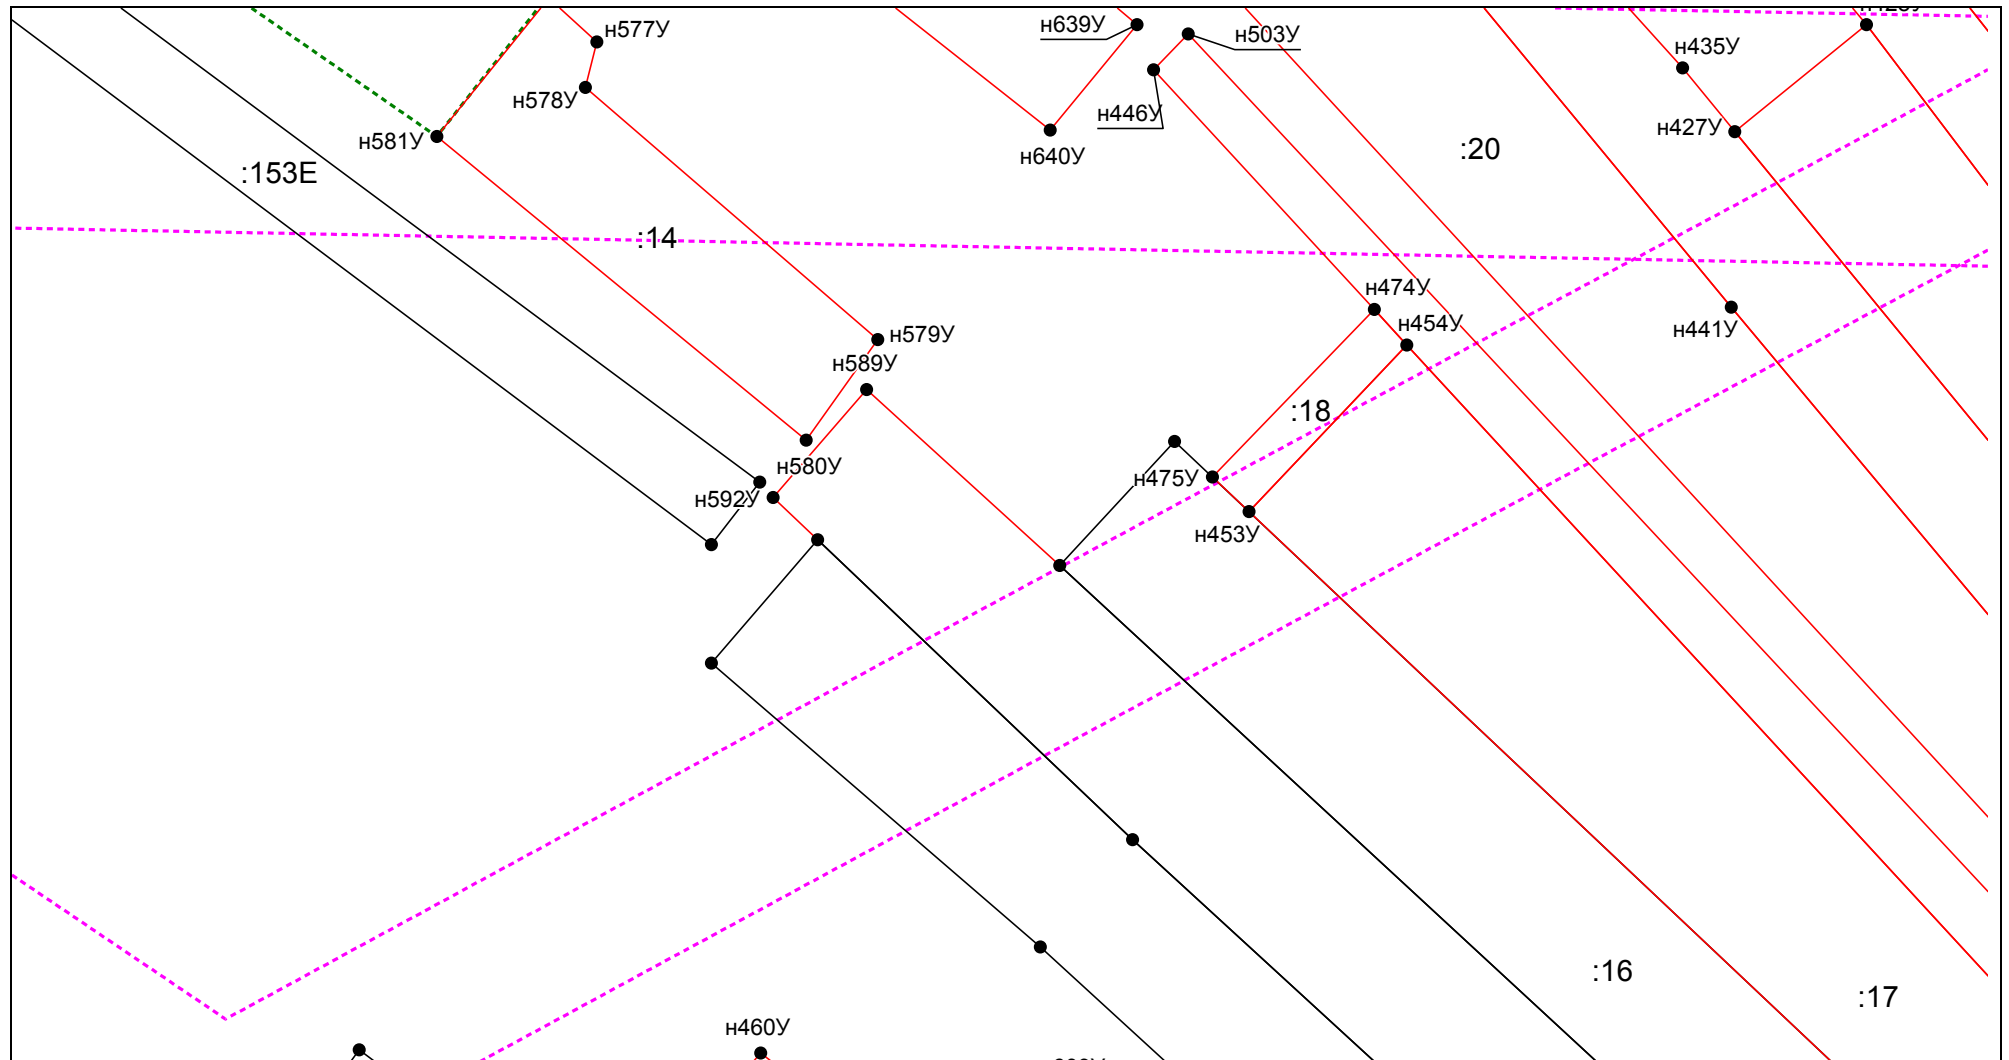 н577У
н639У
н503У
н435У
н578У
н446У
н427У
н581У
н640У
:20
:153Е
:14
н474У
н454У
н441У
н579У
н589У
:18
н580У
н475У
н592У
н453У
:16
:17
н460У